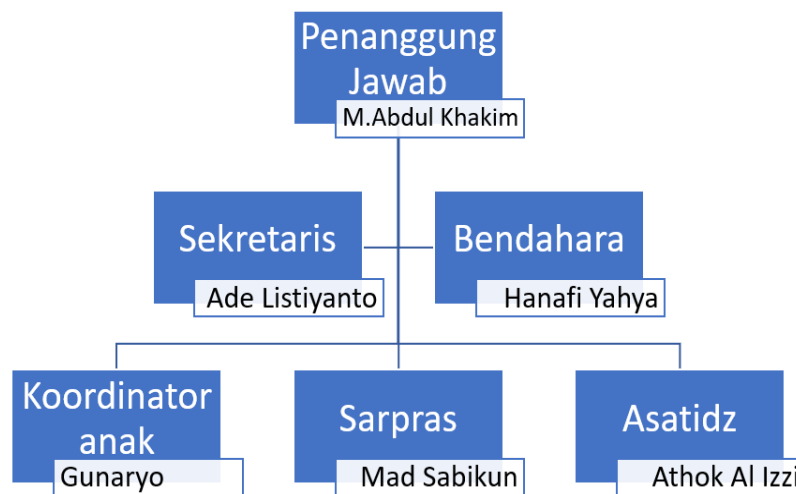 Penanggung
Jawab
M.Abdul Khakim
Sekretaris
Ade Listiyanto
Bendahara
Hanafi Yahya
Koordinator
anak
Gunaryo
Sarpras
Mad Sabikun
Asatidz
Athok Al Izzi